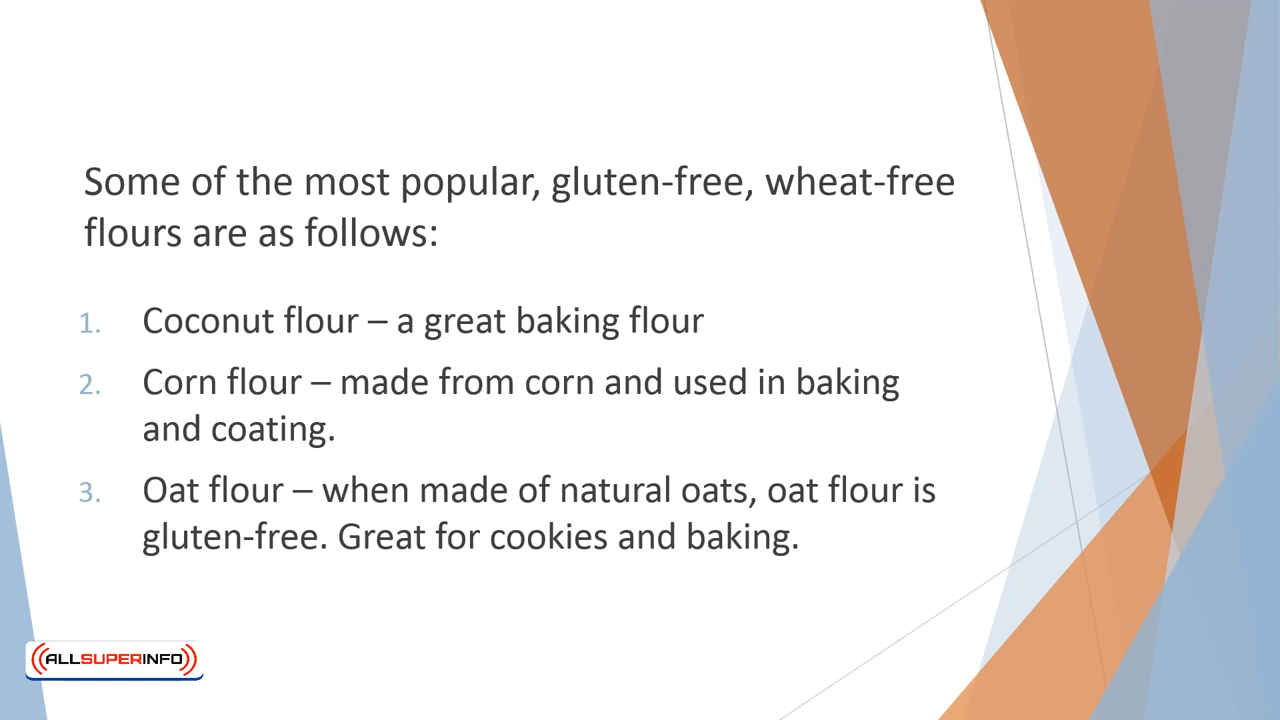 Some of the most popular, gluten-free, wheat-free
flours are as follows:
1. Coconut flour – a great baking flour
2. Corn flour – made from corn and used in baking
and coating.
3. Oat flour – when made of natural oats, oat flour is
gluten-free. Great for cookies and baking.
ALLSUPERINFO